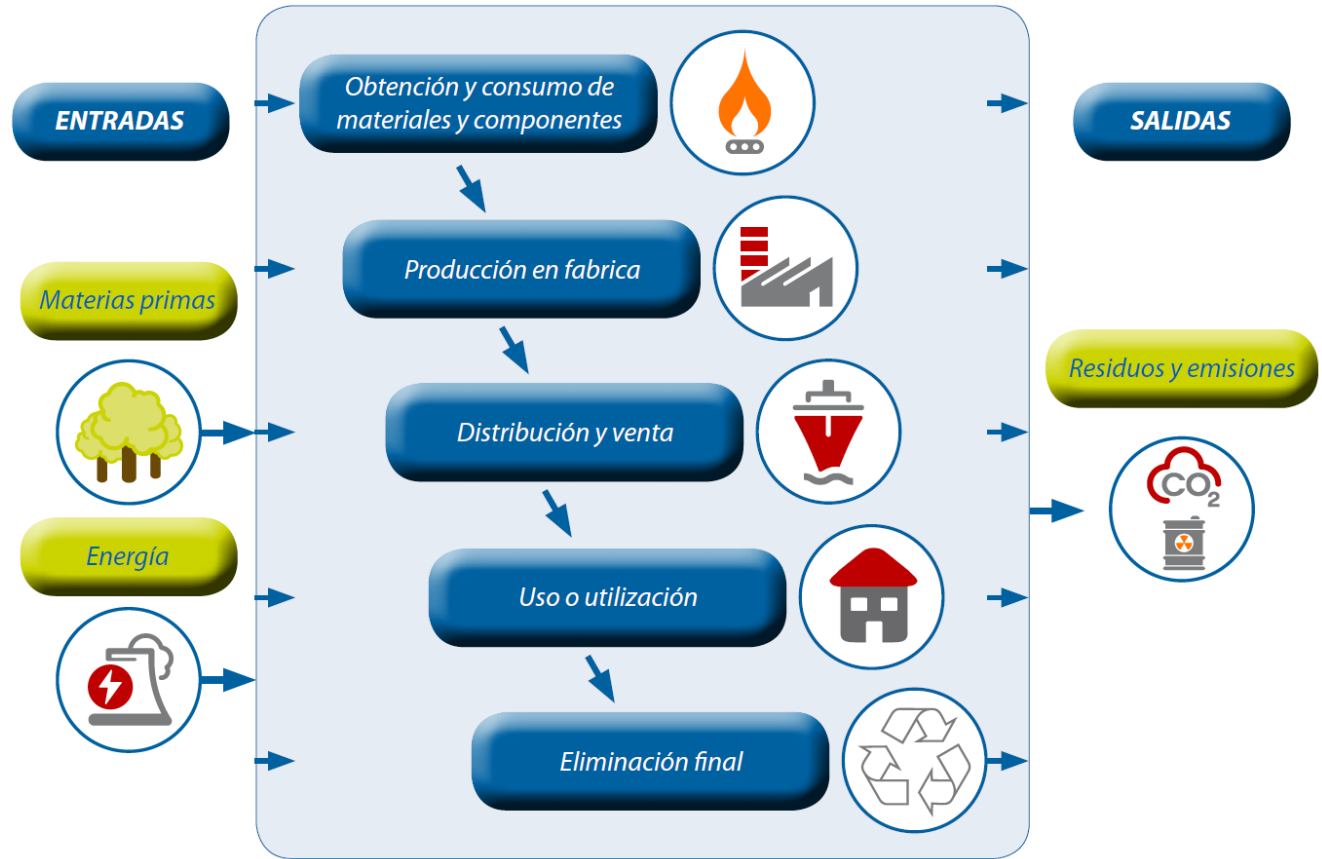 ENTRADAS
Obtención y consumo de
materiales y componentes
SALIDAS
Materias primas
Producción en fabrica
Residuos y emisiones
Distribución y venta
CO2
Energía
Uso o utilización
Eliminación final